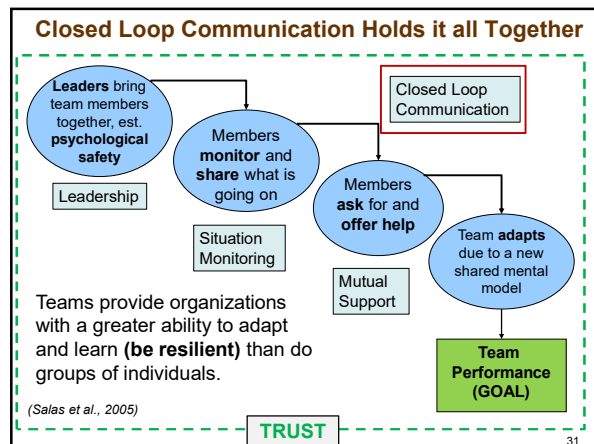 Closed Loop Communication Holds it all Together
Leaders bring
team members
together, est.
psychological
safety
Leadership
Members
monitor and
share what is
going on
Situation
Monitoring
Closed Loop
Communication
Members
ask for and
offer help
Mutual
Support
Team adapts
due to a new
shared mental
model
Team
Performance
(GOAL)
Teams provide organizations
with a greater ability to adapt
and learn (be resilient) than do
groups of individuals.
(Salas et al., 2005)
TRUST
31